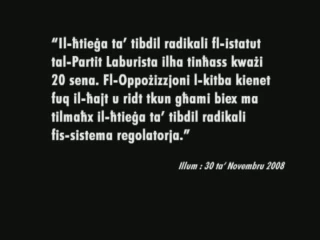 “Il-ħtieġa ta’ tibdil radikali fl-istatut
tal-Partit Laburista ilha tinħass kważi
20 sena. Fl-Oppożizzjoni l-kitba kienet
fuq il-ħajt u ridt tkun għami biex ma
tilmaħx il-ħtieġa ta’ tibdil radikali
fis-sistema regolatorja.”
Illum : 30 ta’ Novembru 2008